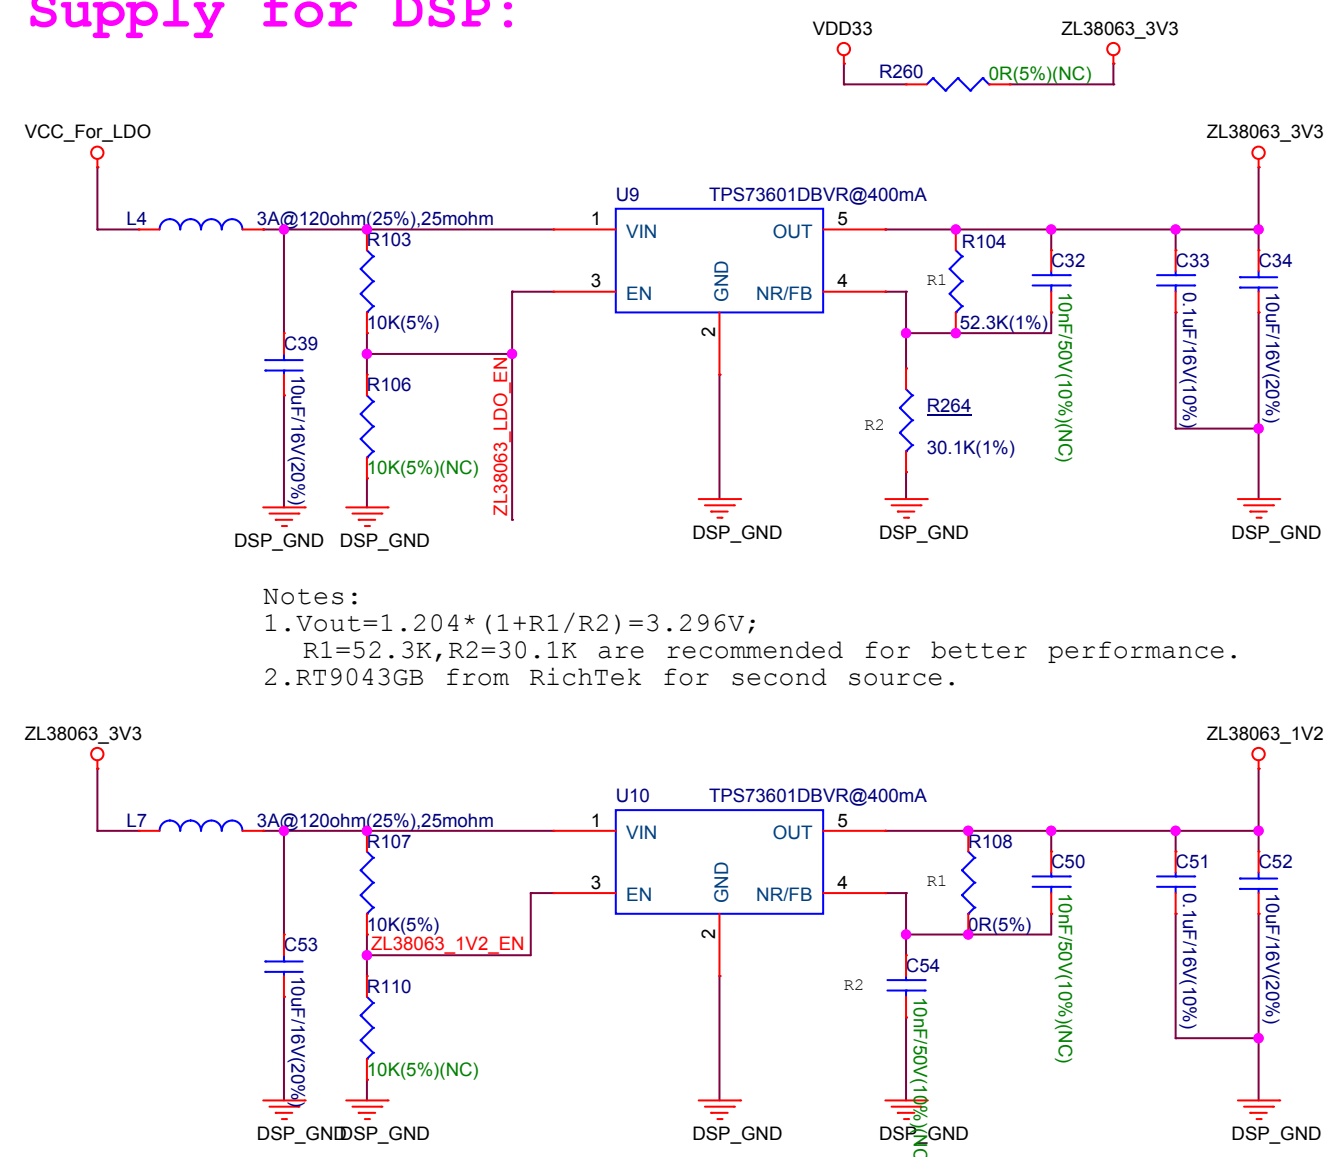 Supply for DSP:
VDD33
ZL38063_3V3
R260
0R(5%)(NC)
VCC_For_LDO
ZL38063_3V3
U9
TPS73601DBVR@400mA
L4
3A@120ohm(25%),25mohm
1
VIN
OUT
5
R103
R104
3
EN
GND
NR/FB
4
R1
C32
C33
C34
10K(5%)
2
52.3K(1%)
10nF/50V(10%)(NC)
0.1uF/16V(10%)
10uF/16V(20%)
C39
10uF/16V(20%)
R106
ZL38063_LDO_EN
R2
R264
30.1K(1%)
10K(5%)(NC)
DSP_GND
DSP_GND
DSP_GND
DSP_GND
DSP_GND
Notes:
1.Vout=1.204*(1+R1/R2)=3.296V;
R1=52.3K,R2=30.1K are recommended for better performance.
2.RT9043GB from RichTek for second source.
ZL38063_3V3
ZL38063_1V2
U10
TPS73601DBVR@400mA
L7
3A@120ohm(25%),25mohm
1
VIN
OUT
5
R107
R108
3
EN
GND
NR/FB
4
R1
C50
C51
C52
10K(5%)
2
0R(5%)
10nF/50V(10%)(NC)
0.1uF/16V(10%)
10uF/16V(20%)
ZL38063_1V2_EN
C53
10uF/16V(20%)
R110
R2
C54
10nF/50V(10%)(NC
10K(5%)(NC)
DSP_GND
DSP_GND
DSP_GND
DSP_GND
DSP_GND